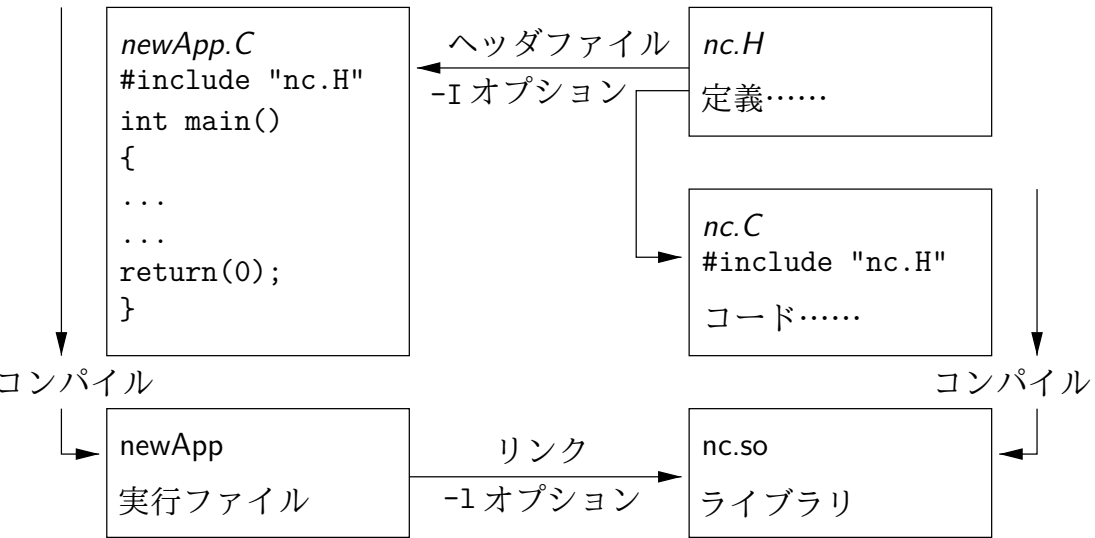 newApp.C
#include "nc.H"
int main()
{
...
...
return(0);
}
ヘッダファイル
-Iオプション
nc.H
定義……
nc.C
#include "nc.H"
コード……
コンパイル
コンパイル
newApp
実行ファイル
リンク
-lオプション
nc.so
ライブラリ